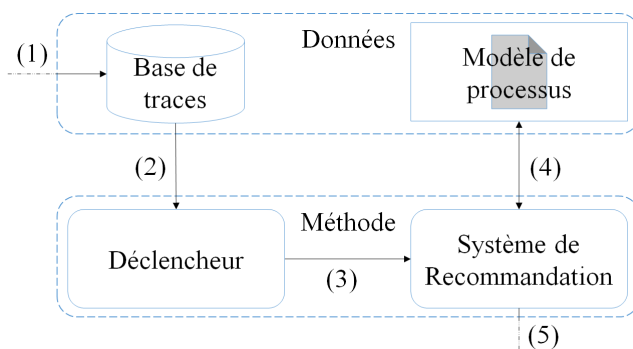 (1)
Données
Base de
traces
Modèle de
processus
(2)
(4)
Méthode
Déclencheur
(3)
Système de
Recommandation
(5)